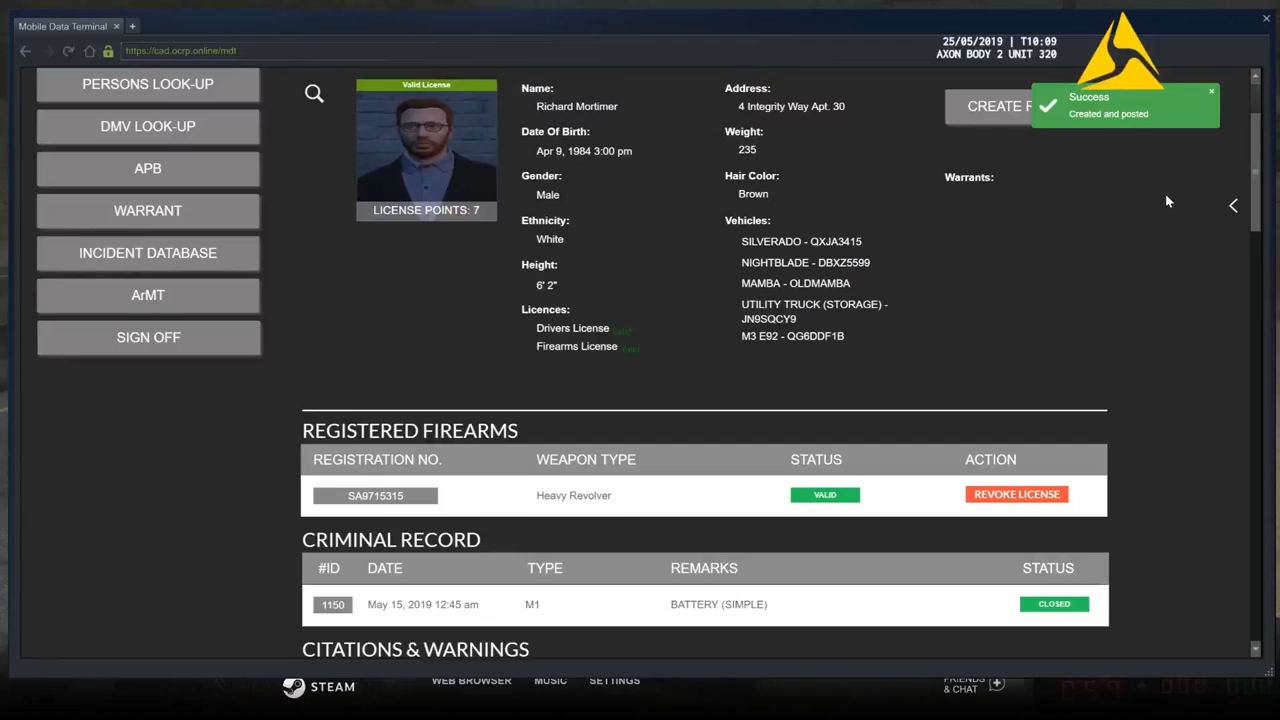 Mobile Data Terminal × +
https://cad.ocrp.online/mdt
25/05/2019 | T10:09
AXON BODY 2 UNIT 320
PERSONS LOOK-UP
DMV LOOK-UP
APB
WARRANT
INCIDENT DATABASE
ArMT
SIGN OFF
Valid License
LICENSE POINTS: 7
Name:
Richard Mortimer
Date Of Birth:
Apr 9, 1984 3:00 pm
Gender:
Male
Ethnicity:
White
Height:
6' 2"
Licences:
Drivers License Valid
Firearms License Valid
Address:
4 Integrity Way Apt. 30
Weight:
235
Hair Color:
Brown
Vehicles:
SILVERADO - QXJA3415
NIGHTBLADE - DBXZ5599
MAMBA - OLDMAMBA
UTILITY TRUCK (STORAGE) -
JN9SQCY9
M3 E92 - QG6DDF1B
CREATE
Success
Created and posted
Warrants:
REGISTERED FIREARMS
REGISTRATION NO. WEAPON TYPE STATUS ACTION
SA9715315 Heavy Revolver VALID REVOKE LICENSE
CRIMINAL RECORD
#ID DATE TYPE REMARKS STATUS
1150 May 15, 2019 12:45 am M1 BATTERY (SIMPLE) CLOSED
CITATIONS & WARNINGS
STEAM
WEB BROWSER MUSIC SETTINGS
FRIENDS
& CHAT